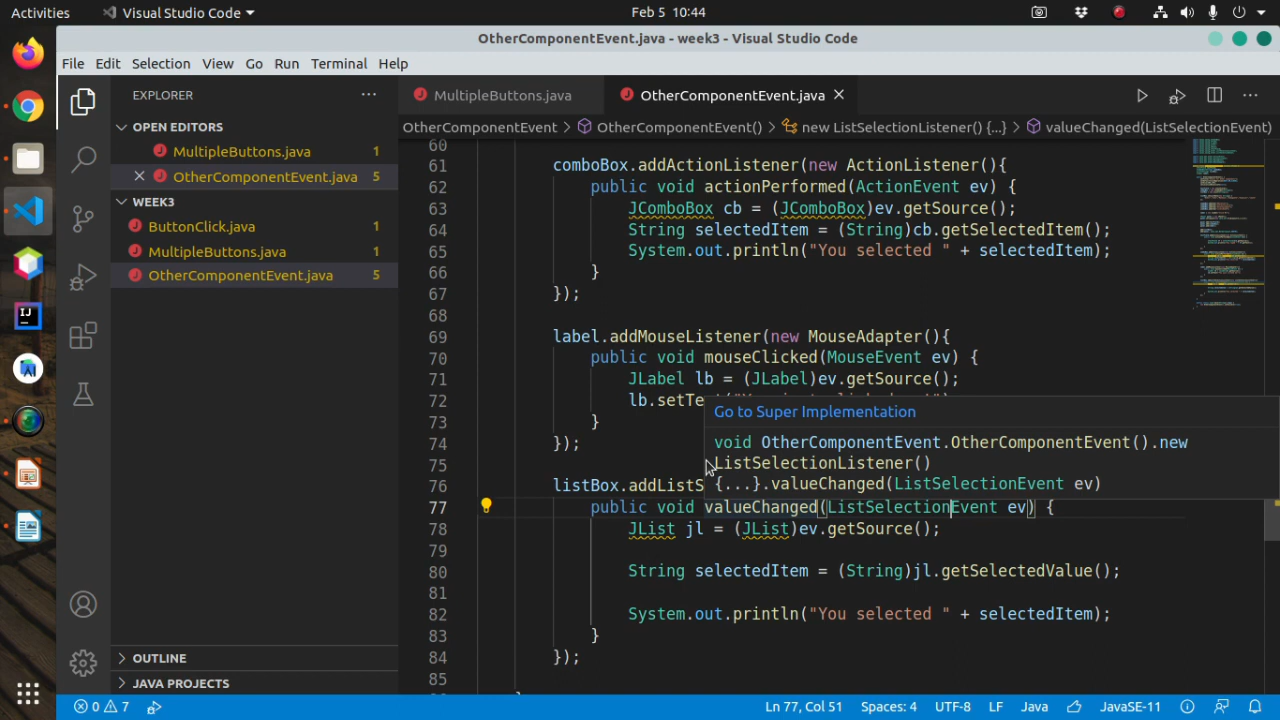 Activities
Visual Studio Code
Feb 5 10:44
OtherComponentEvent.java - week3 - Visual Studio Code
File Edit Selection View Go Run Terminal Help
EXPLORER
MultipleButtons.java
OtherComponentEvent.java
OtherComponentEvent
OtherComponentEvent()
new ListSelectionListener() {...}
valueChanged(ListSelectionEvent)
OPEN EDITORS
MultipleButtons.java 1
OtherComponentEvent.java 5
WEEK3
ButtonClick.java 1
MultipleButtons.java 1
OtherComponentEvent.java 5
OUTLINE
JAVA PROJECTS
60
61 comboBox.addActionListener(new ActionListener(){
62 public void actionPerformed(ActionEvent ev) {
63 JComboBox cb = (JComboBox)ev.getSource();
64 String selectedItem = (String)cb.getSelectedItem();
65 System.out.println("You selected " + selectedItem);
66 }
67 });
68
69 label.addMouseListener(new MouseAdapter(){
70 public void mouseClicked(MouseEvent ev) {
71 JLabel lb = (JLabel)ev.getSource();
72
73 }
74 });
75
76
77 public void valueChanged(ListSelectionEvent ev) {
78 JList jl = (JList)ev.getSource();
79
80 String selectedItem = (String)jl.getSelectedValue();
81
82 System.out.println("You selected " + selectedItem);
83 }
84 });
85
Go to Super Implementation
void OtherComponentEvent.OtherComponentEvent().new
ListSelectionListener()
{...}.valueChanged(ListSelectionEvent ev)
0 7
Ln 77, Col 51
Spaces: 4
UTF-8
LF
Java
JavaSE-11